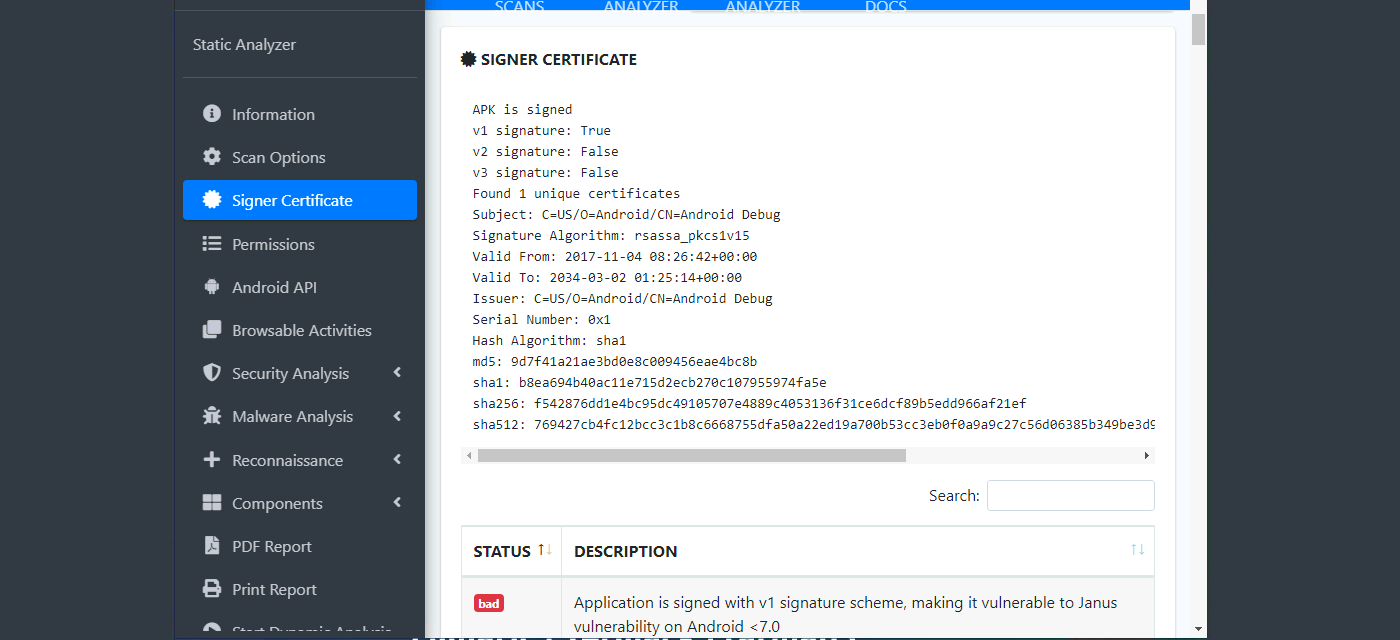 SCANS ANALYZER ANALYZER DOCS
Static Analyzer
Information
Scan Options
Signer Certificate
Permissions
Android API
Browsable Activities
Security Analysis
Malware Analysis
Reconnaissance
Components
PDF Report
Print Report
Start Dynamic Analysis
SIGNER CERTIFICATE
APK is signed
v1 signature: True
v2 signature: False
v3 signature: False
Found 1 unique certificates
Subject: C=US/O=Android/CN=Android Debug
Signature Algorithm: rsassa_pkcs1v15
Valid From: 2017-11-04 08:26:42+00:00
Valid To: 2034-03-02 01:25:14+00:00
Issuer: C=US/O=Android/CN=Android Debug
Serial Number: 0x1
Hash Algorithm: sha1
md5: 9d7f41a21ae3bd0e8c009456eae4bc8b
sha1: b8ea694b40ac11e715d2ecb270c107955974fa5e
sha256: f542876dd1e4bc95dc49105707e4889c4053136f31ce6dcf89b5edd966af21ef
sha512: 769427cb4fc12bcc3c1b8c6668755dfa50a22ed19a700b53cc3eb0f0a9a9c27c56d06385b349be3d9
Search:
STATUS DESCRIPTION
bad Application is signed with v1 signature scheme, making it vulnerable to Janus
vulnerability on Android <7.0